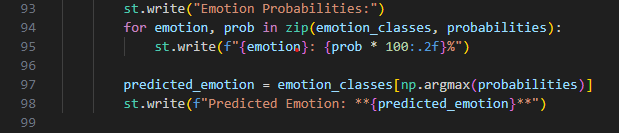 93 st.write("Emotion Probabilities:")
94 for emotion, prob in zip(emotion_classes, probabilities):
95     st.write(f"{emotion}: {prob * 100:.2f}%")
96
97 predicted_emotion = emotion_classes[np.argmax(probabilities)]
98 st.write(f"Predicted Emotion: **{predicted_emotion}**")
99